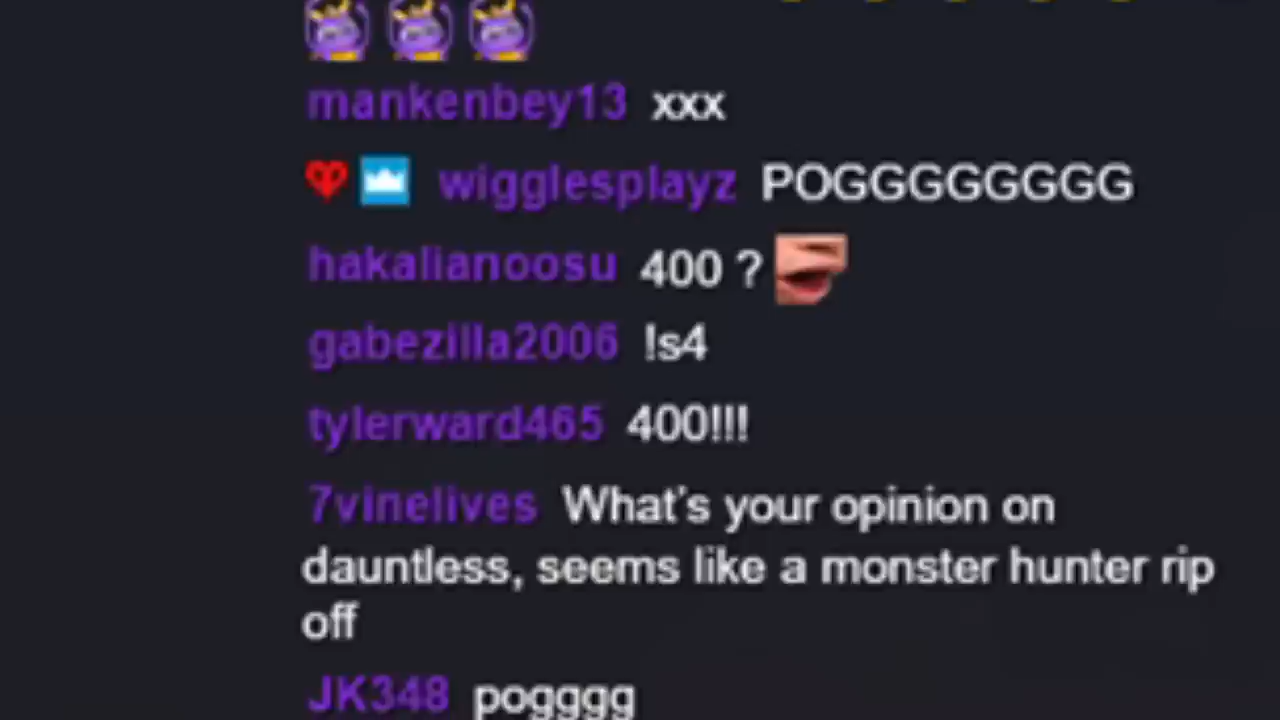 mankenbey13 xxx
wigglesplayz POGGGGGGGG
hakalianoosu 400 ?
gabezilla2006 !s4
tylerward465 400!!!
7vinelives What's your opinion on
dauntless, seems like a monster hunter rip
off
JK348 pogggg